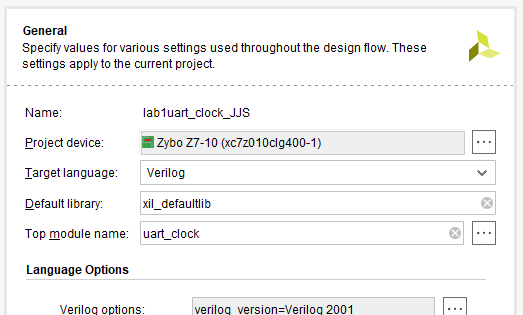 General
Specify values for various settings used throughout the design flow. These
settings apply to the current project.
Name: lab1uart_clock_JJS
Project device: Zybo Z7-10 (xc7z010clg400-1)
Target language: Verilog
Default library: xil_defaultlib
Top module name: uart_clock
Language Options
Verilog options: verilog_version=Verilog 2001